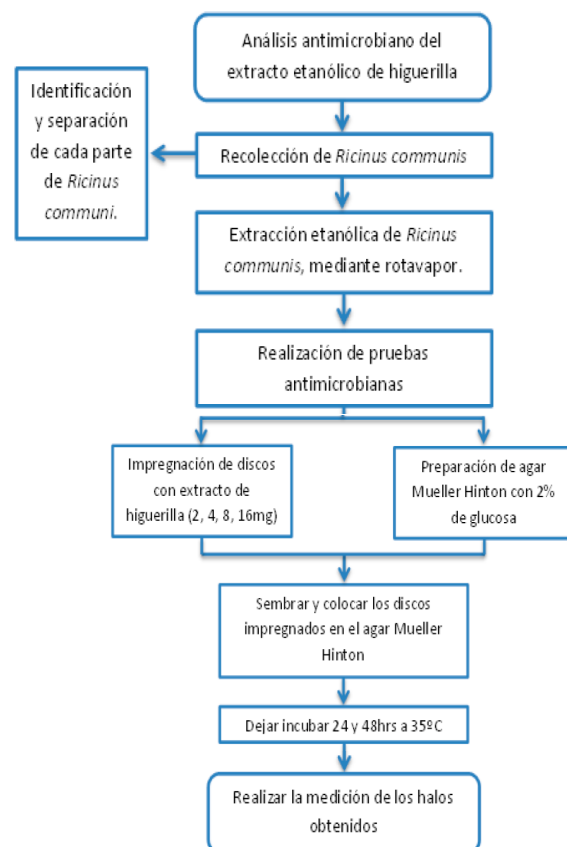 Análisis antimicrobiano del
extracto etanólico de higuerilla
Identificación
y separación
de cada parte
de Ricinus
communi.
Recolección de Ricinus communis
Extracción etanólica de Ricinus
communis, mediante rotavapor.
Realización de pruebas
antimicrobianas
Impregnación de discos
con extracto de
higuerilla (2, 4, 8, 16mg)
Preparación de agar
Mueller Hinton con 2%
de glucosa
Sembrar y colocar los discos
impregnados en el agar Mueller
Hinton
Dejar incubar 24 y 48hrs a 35ºC
Realizar la medición de los halos
obtenidos